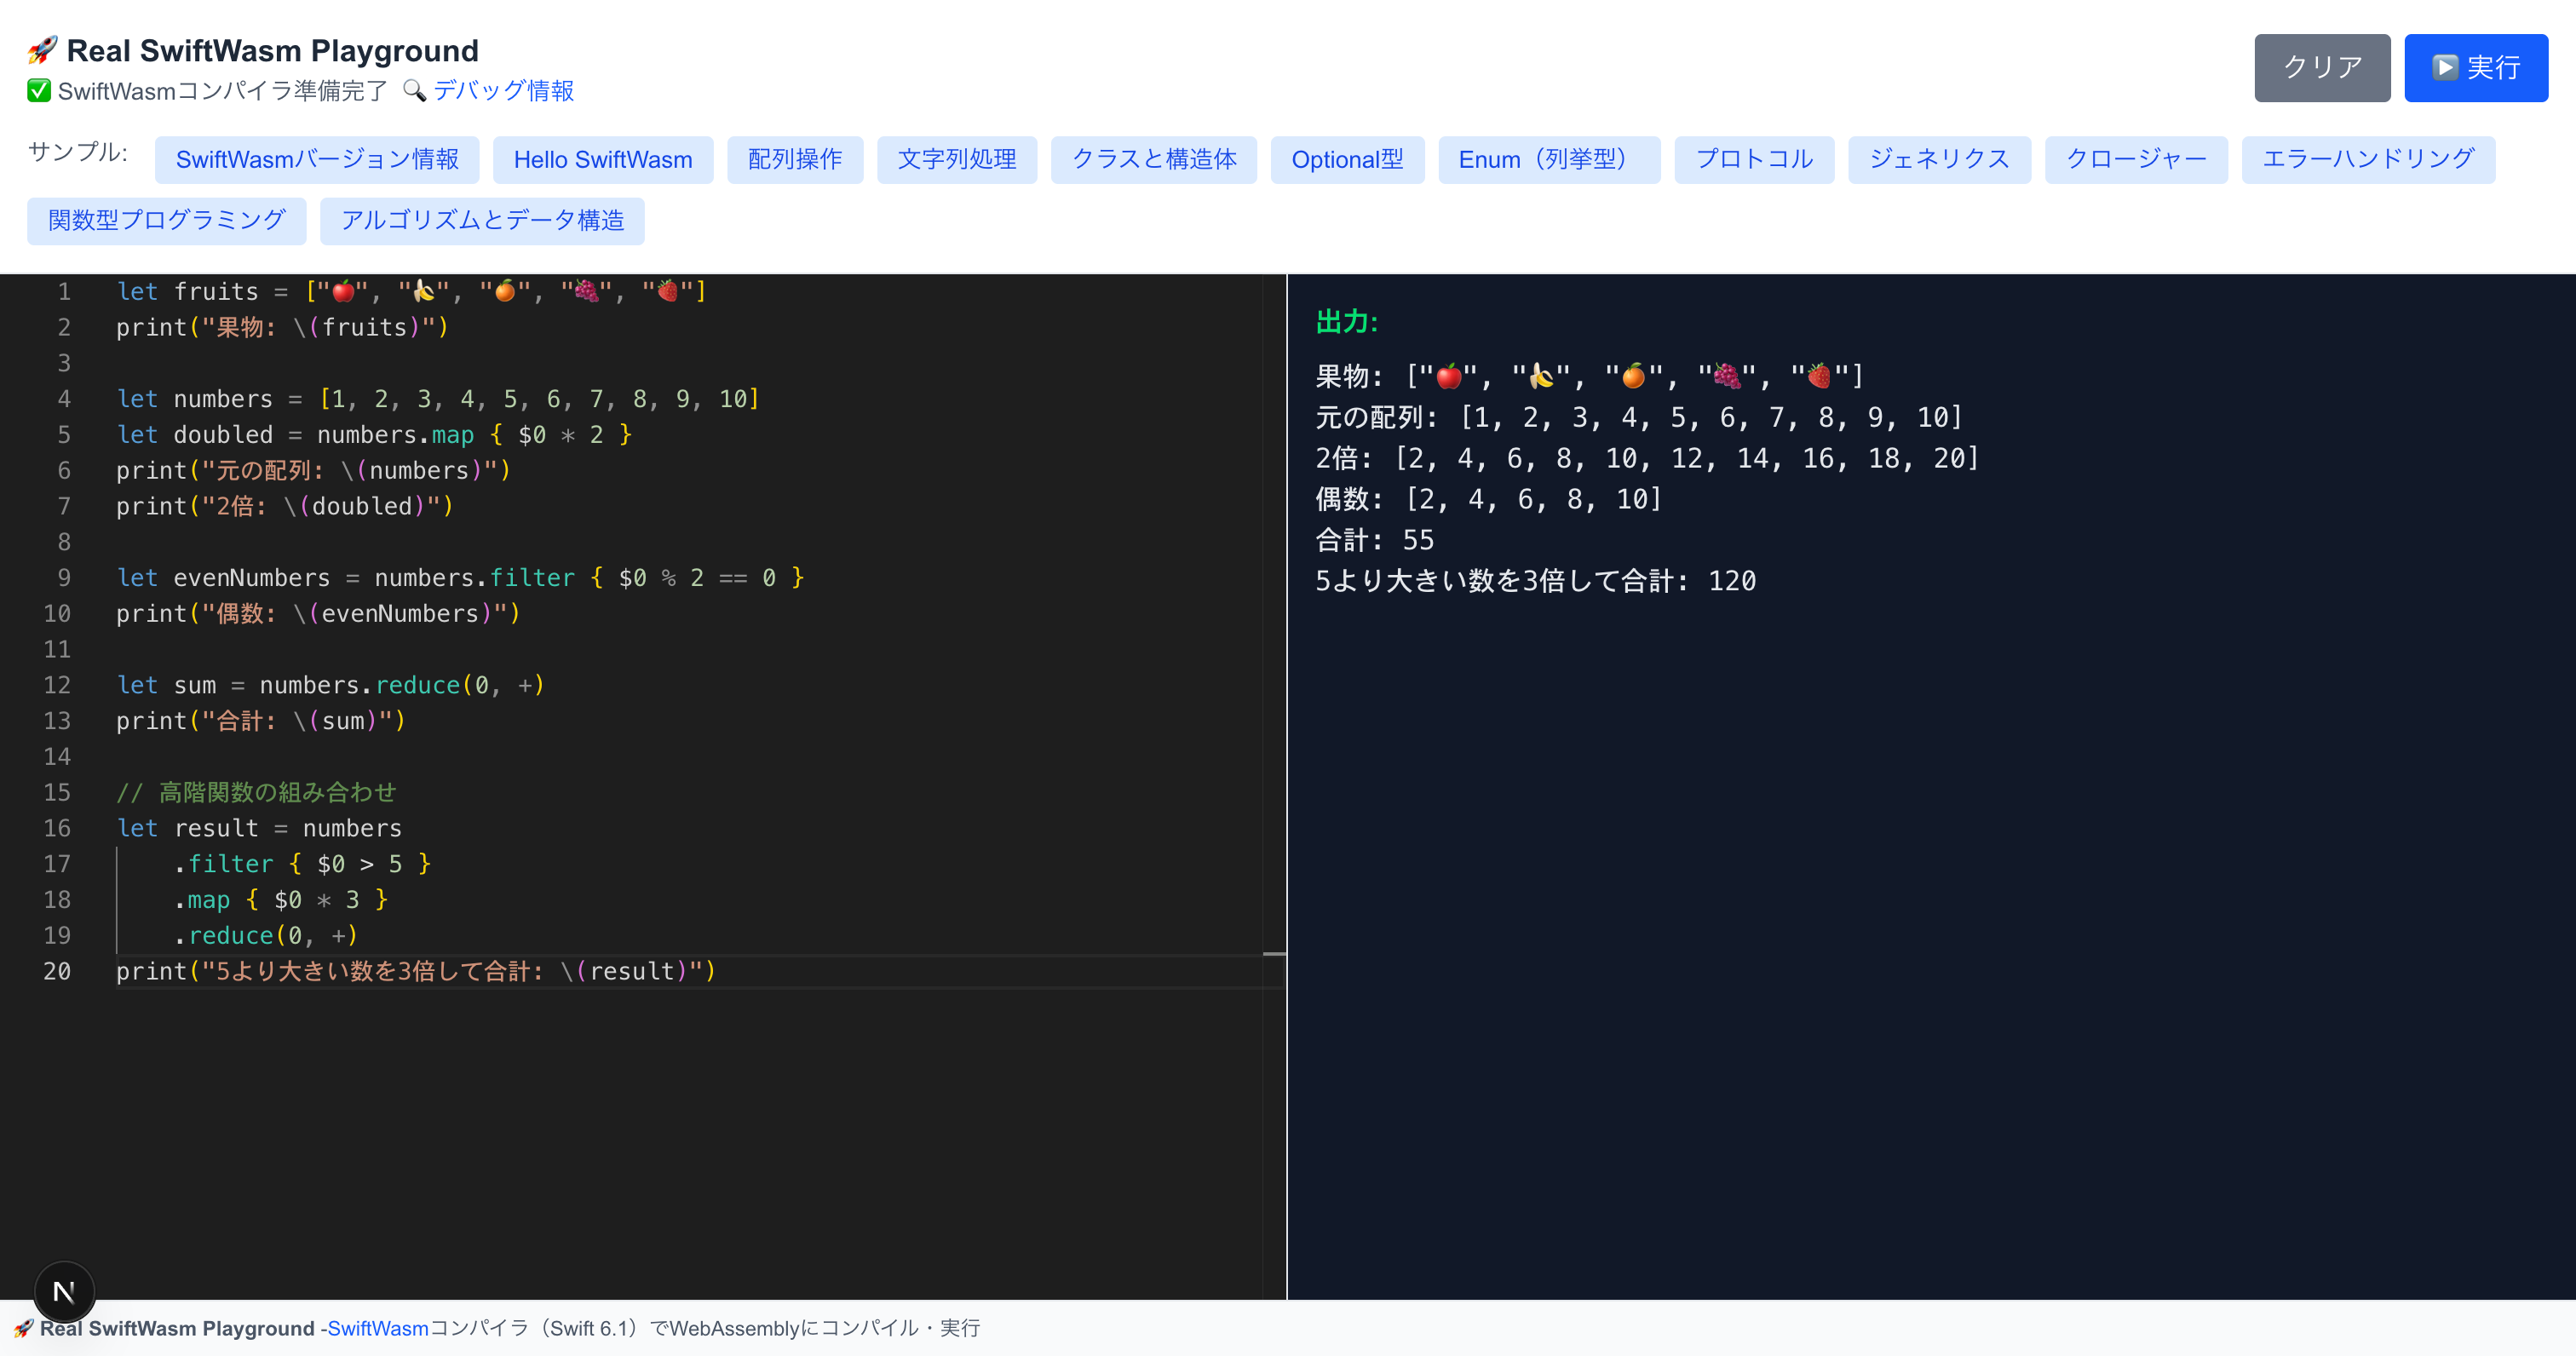 🚀 Real SwiftWasm Playground
✅ SwiftWasmコンパイラ準備完了 🔍 デバッグ情報
クリア
▶️ 実行
サンプル: SwiftWasmバージョン情報 Hello SwiftWasm 配列操作 文字列処理 クラスと構造体 Optional型 Enum（列挙型） プロトコル ジェネリクス クロージャー エラーハンドリング
関数型プログラミング アルゴリズムとデータ構造
1 let fruits = ["🍎", "🍌", "🍊", "🍇", "🍓"]
2 print("果物: \(fruits)")
3
4 let numbers = [1, 2, 3, 4, 5, 6, 7, 8, 9, 10]
5 let doubled = numbers.map { $0 * 2 }
6 print("元の配列: \(numbers)")
7 print("2倍: \(doubled)")
8
9 let evenNumbers = numbers.filter { $0 % 2 == 0 }
10 print("偶数: \(evenNumbers)")
11
12 let sum = numbers.reduce(0, +)
13 print("合計: \(sum)")
14
15 // 高階関数の組み合わせ
16 let result = numbers
17     .filter { $0 > 5 }
18     .map { $0 * 3 }
19     .reduce(0, +)
20 print("5より大きい数を3倍して合計: \(result)")
出力:
果物: ["🍎", "🍌", "🍊", "🍇", "🍓"]
元の配列: [1, 2, 3, 4, 5, 6, 7, 8, 9, 10]
2倍: [2, 4, 6, 8, 10, 12, 14, 16, 18, 20]
偶数: [2, 4, 6, 8, 10]
合計: 55
5より大きい数を3倍して合計: 120
N
🚀 Real SwiftWasm Playground -SwiftWasmコンパイラ（Swift 6.1）でWebAssemblyにコンパイル・実行